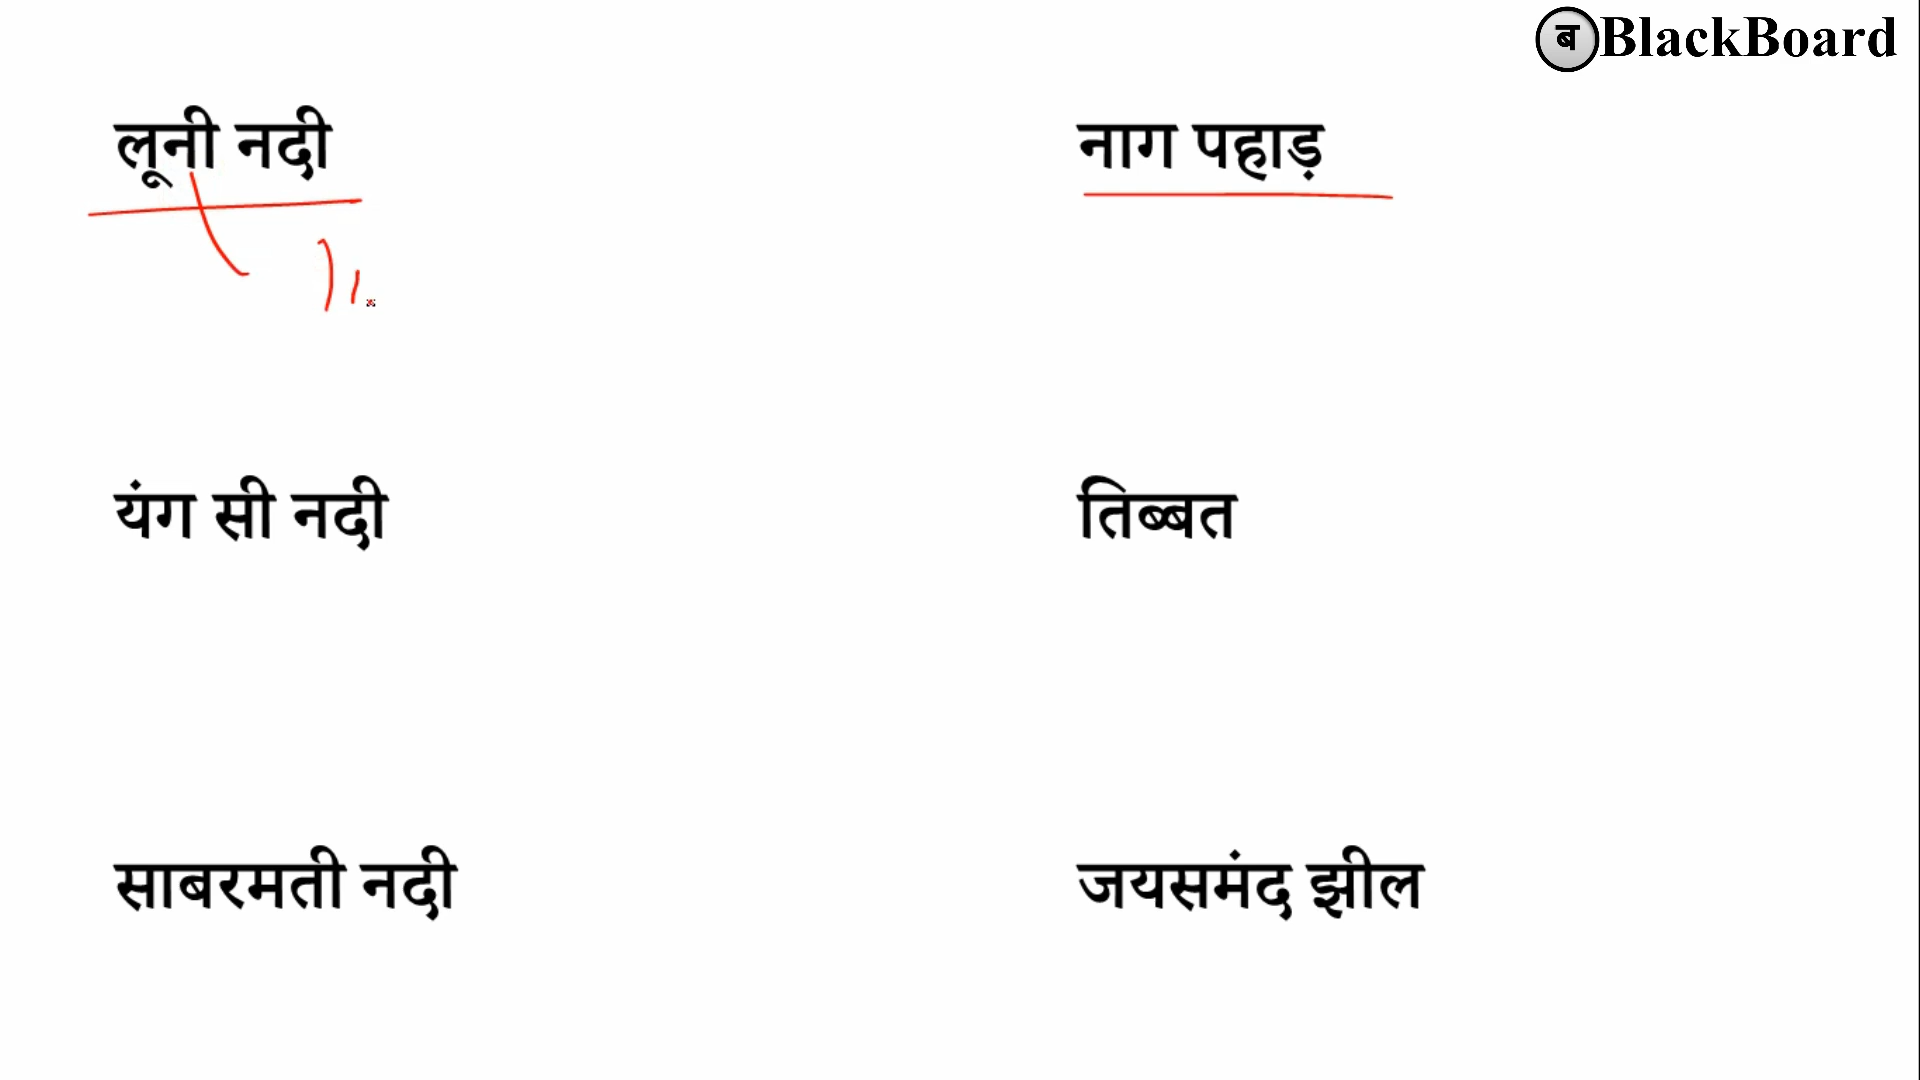 ब BlackBoard
लूनी नदी
नाग पहाड़
यंग सी नदी
तिब्बत
साबरमती नदी
जयसमंद झील